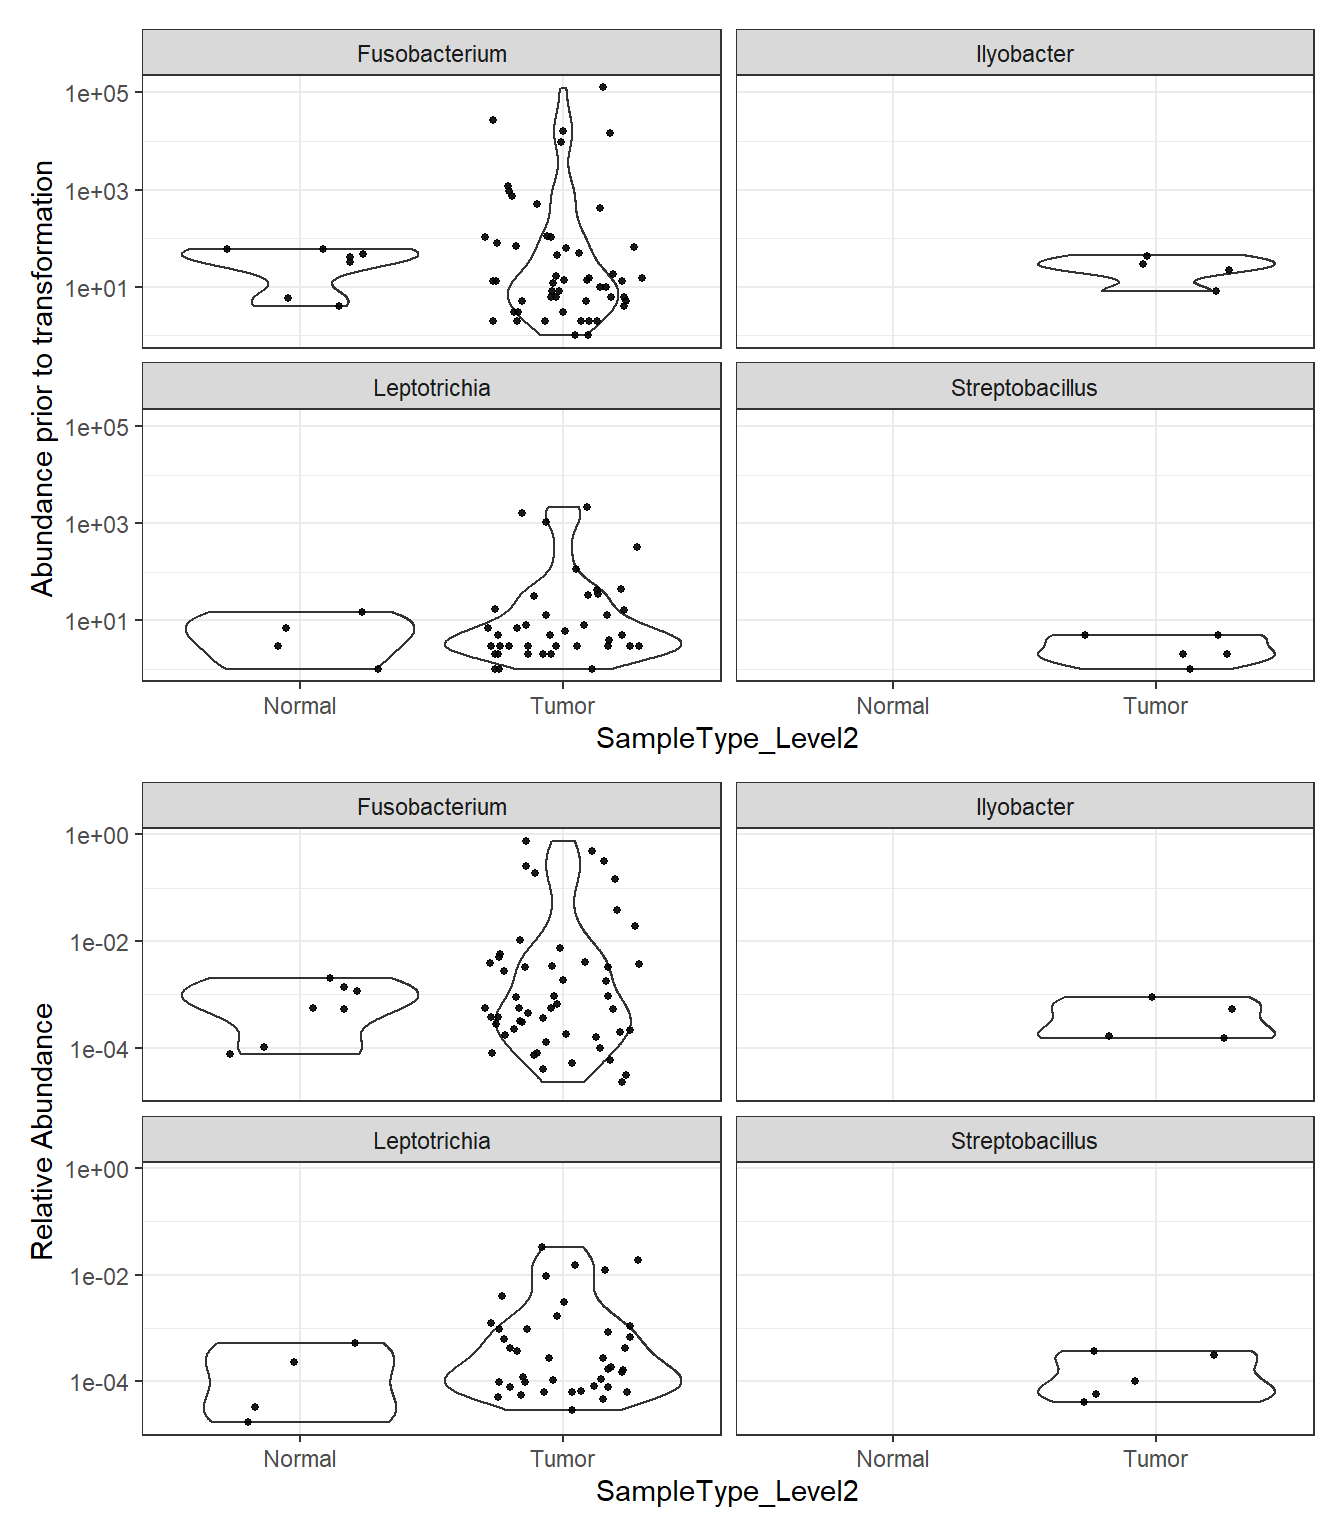 Fusobacterium
Ilyobacter
1e+05
1e+03
1e+01
Leptotrichia
Streptobacillus
1e+05
1e+03
1e+01
Abundance prior to transformation
Normal
Tumor
Normal
Tumor
SampleType_Level2
Fusobacterium
Ilyobacter
1e+00
1e-02
1e-04
Leptotrichia
Streptobacillus
1e+00
1e-02
1e-04
Relative Abundance
Normal
Tumor
Normal
Tumor
SampleType_Level2